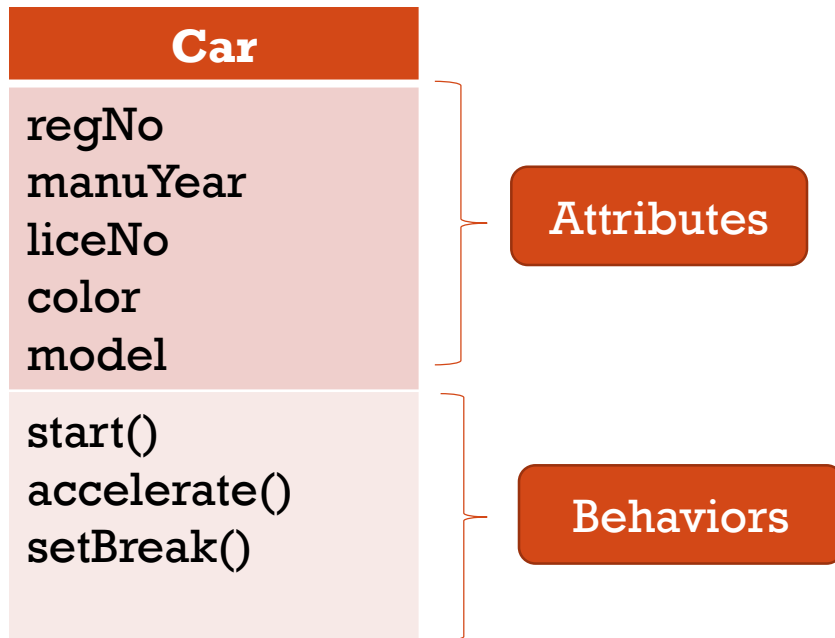 Car
regNo
manuYear
liceNo
color
model
Attributes
start()
accelerate()
setBreak()
Behaviors